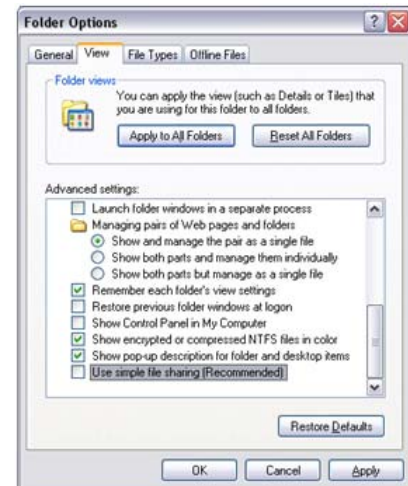 Folder Options
General View File Types Offline Files
Folder views
You can apply the view (such as Details or Tiles) that
you are using for this folder to all folders.
Apply to All Folders Reset All Folders
Advanced settings:
Launch folder windows in a separate process
Managing pairs of Web pages and folders
Show and manage the pair as a single file
Show both parts and manage them individually
Show both parts but manage as a single file
Remember each folder's view settings
Restore previous folder windows at logon
Show Control Panel in My Computer
Show encrypted or compressed NTFS files in color
Show pop-up description for folder and desktop items
Use simple file sharing (Recommended)
Restore Defaults
OK Cancel Apply